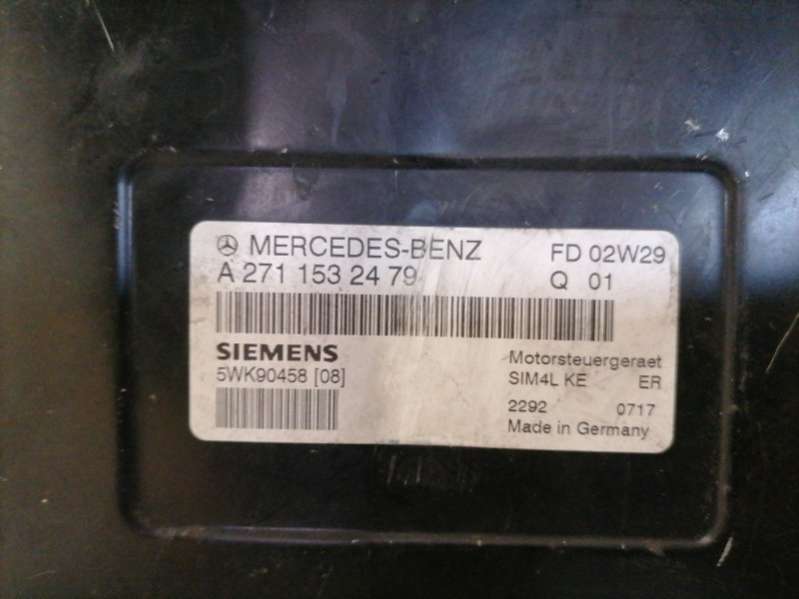 MERCEDES-BENZ FD 02W29
A 271 153 24 79 Q 01
SIEMENS Motorsteuergeraet
5WK90458 [08] SIM4L KE ER
2292 0717
Made in Germany